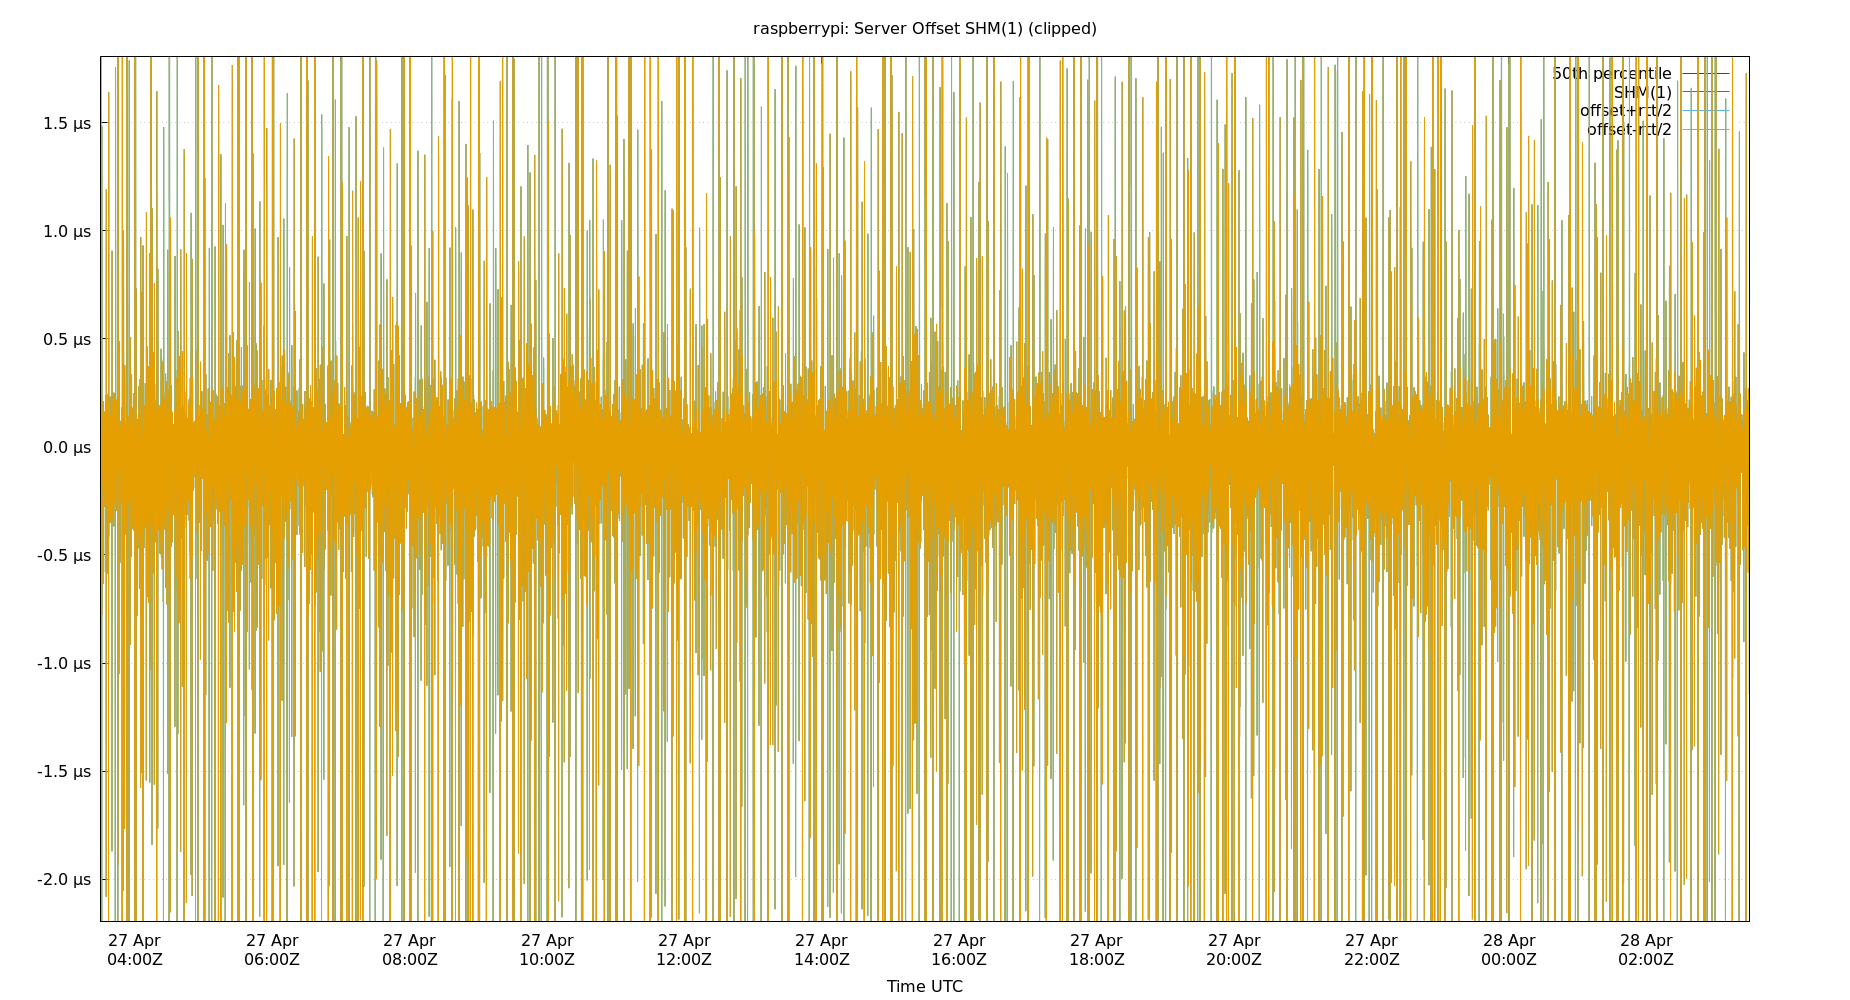 raspberrypi: Server Offset SHM(1) (clipped)
50th percentile
SHM(1)
offset+rtt/2
offset-rtt/2
1.5 µs
1.0 µs
0.5 µs
0.0 µs
-0.5 µs
-1.0 µs
-1.5 µs
-2.0 µs
27 Apr 27 Apr 27 Apr 27 Apr 27 Apr 27 Apr 27 Apr 27 Apr 27 Apr 27 Apr 28 Apr 28 Apr
04:00Z 06:00Z 08:00Z 10:00Z 12:00Z 14:00Z 16:00Z 18:00Z 20:00Z 22:00Z 00:00Z 02:00Z
Time UTC